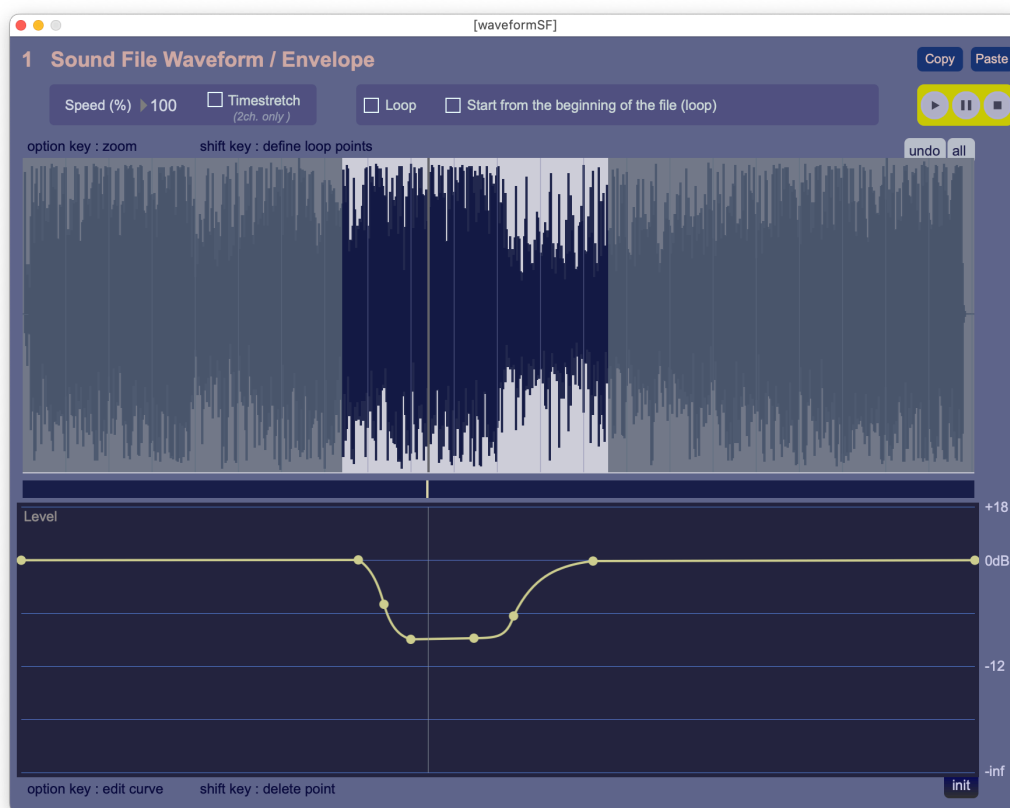 [waveformSF]
1 Sound File Waveform / Envelope
Copy Paste
Speed (%) 100 Timestretch
(2ch. only )
Loop Start from the beginning of the file (loop)
option key : zoom shift key : define loop points
undo all
Level
+18
0dB
-12
-inf
option key : edit curve shift key : delete point
init